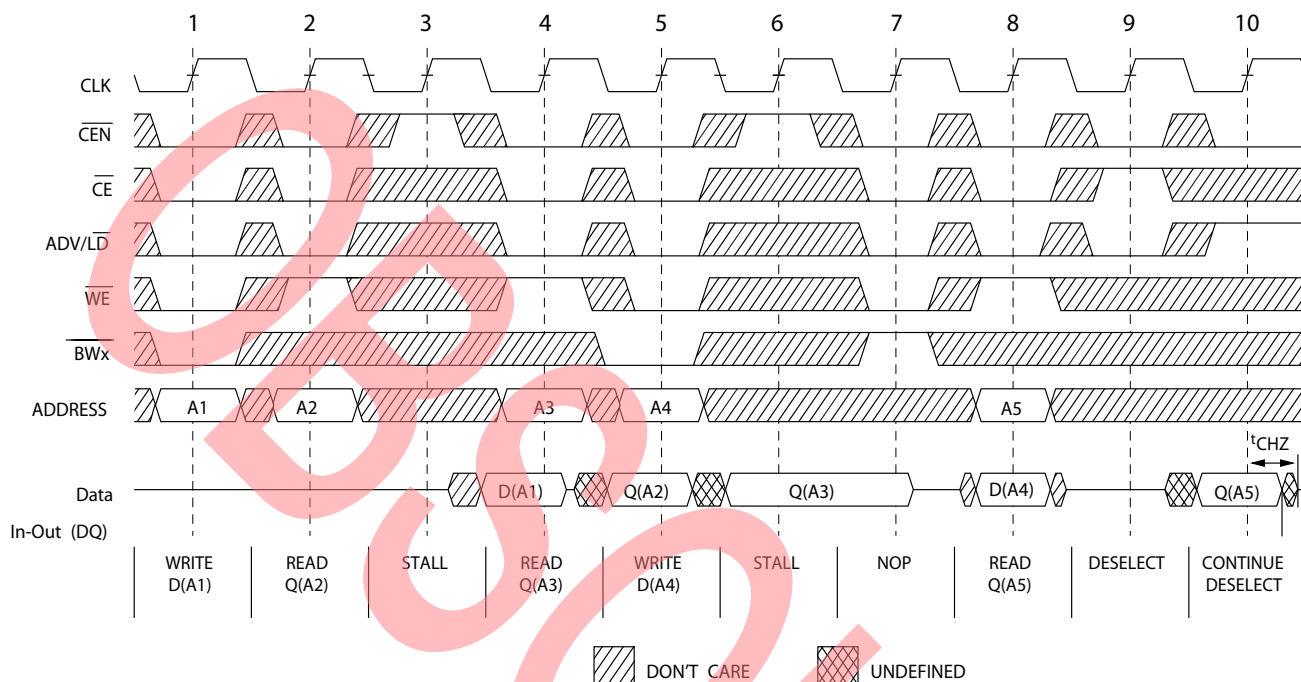 1 2 3 4 5 6 7 8 9 10
CLK
CEN
CE
ADV/LD
WE
BWx
ADDRESS A1 A2 A3 A4 A5
tCHZ
Data D(A1) Q(A2) Q(A3) D(A4) Q(A5)
In-Out (DQ)
WRITE READ STALL READ WRITE STALL NOP READ DESELECT CONTINUE
D(A1) Q(A2) Q(A3) D(A4) Q(A5) DESELECT
DON'T CARE UNDEFINED